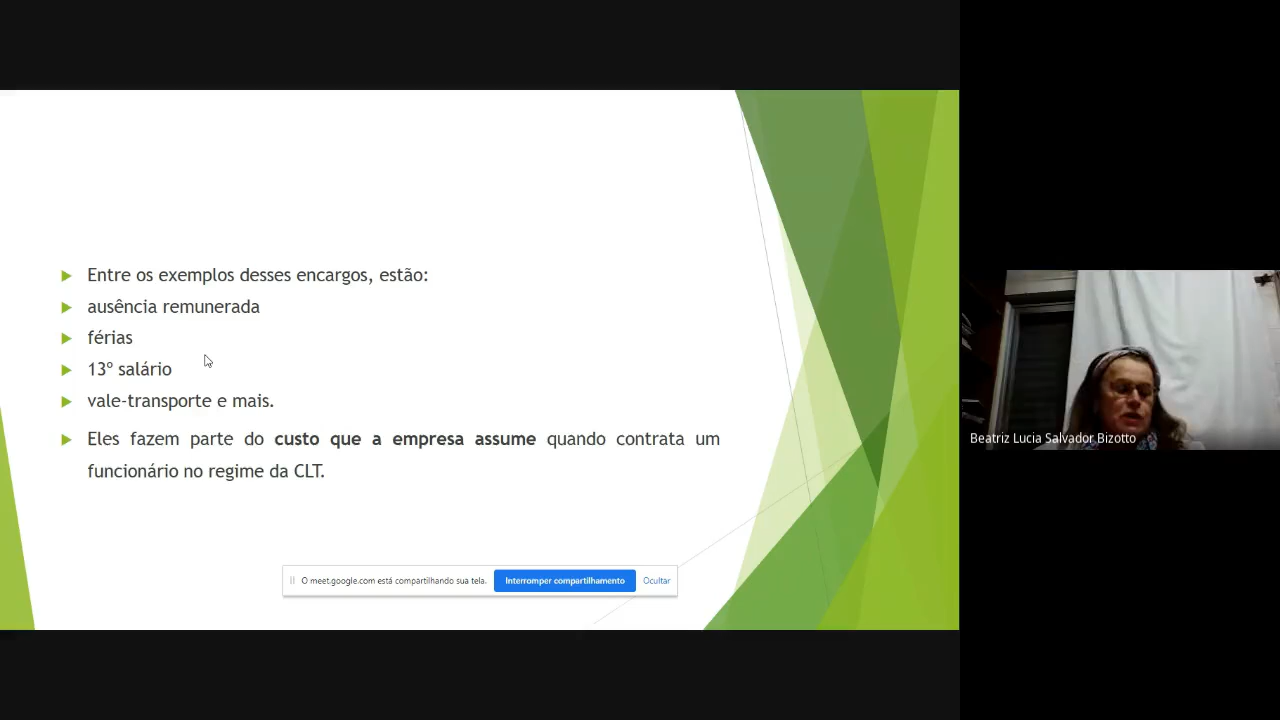 Entre os exemplos desses encargos, estão:
ausência remunerada
férias
13º salário
vale-transporte e mais.
Eles fazem parte do custo que a empresa assume quando contrata um
funcionário no regime da CLT.
O meet.google.com está compartilhando sua tela. Interromper compartilhamento Ocultar
Beatriz Lucia Salvador Bizotto